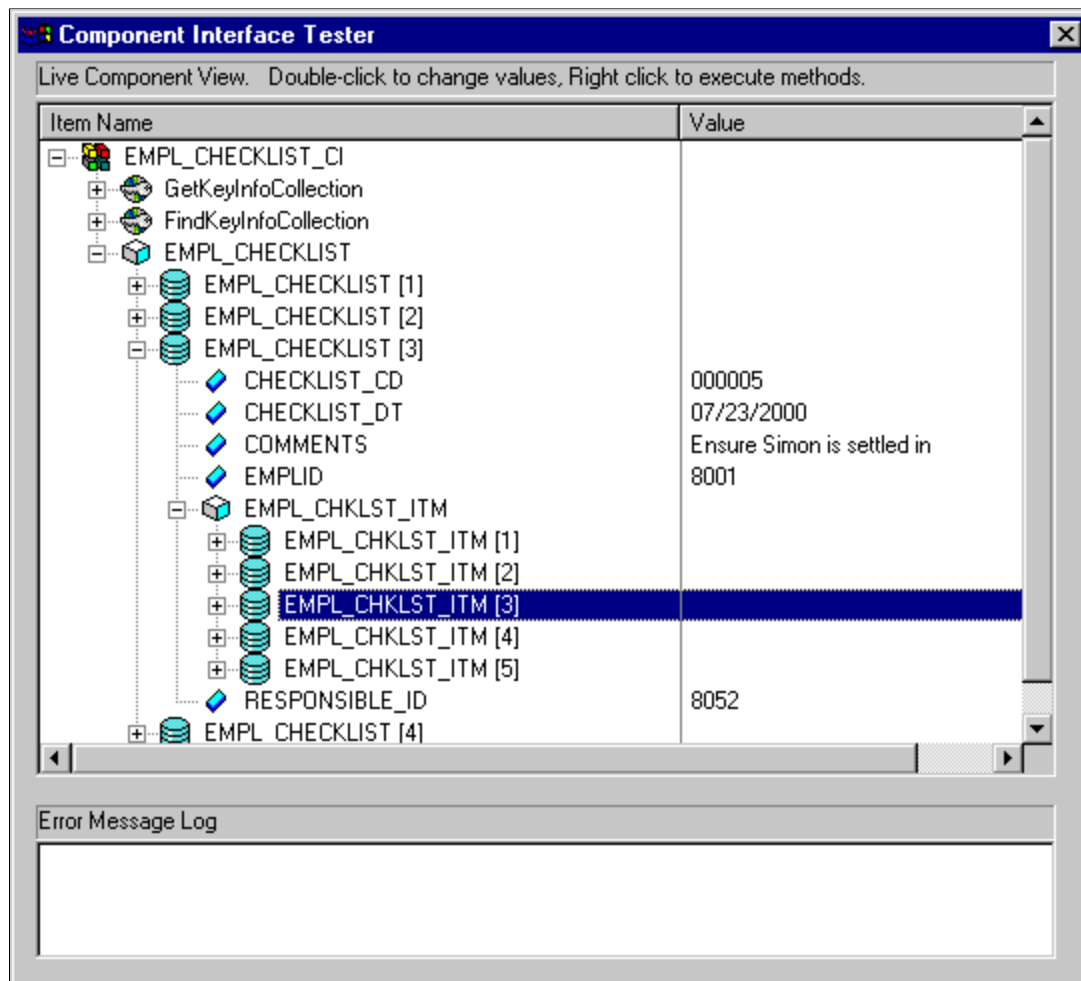 Component Interface Tester
Live Component View. Double-click to change values, Right click to execute methods.
Item Name Value
EMPL_CHECKLIST_CI
GetKeyInfoCollection
FindKeyInfoCollection
EMPL_CHECKLIST
EMPL_CHECKLIST [1]
EMPL_CHECKLIST [2]
EMPL_CHECKLIST [3]
CHECKLIST_CD 000005
CHECKLIST_DT 07/23/2000
COMMENTS Ensure Simon is settled in
EMPLID 8001
EMPL_CHKLST_ITM
EMPL_CHKLST_ITM [1]
EMPL_CHKLST_ITM [2]
EMPL_CHKLST_ITM [3]
EMPL_CHKLST_ITM [4]
EMPL_CHKLST_ITM [5]
RESPONSIBLE_ID 8052
EMPL_CHECKLIST [4]
Error Message Log